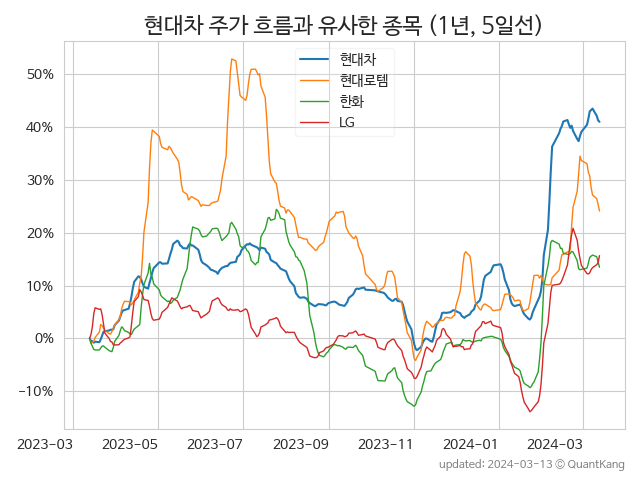 현대차 주가 흐름과 유사한 종목 (1년, 5일선)
현대차
현대로템
한화
LG
50%
40%
30%
20%
10%
0%
−10%
2023-03 2023-05 2023-07 2023-09 2023-11 2024-01 2024-03
updated: 2024-03-13 ⓒ QuantKang